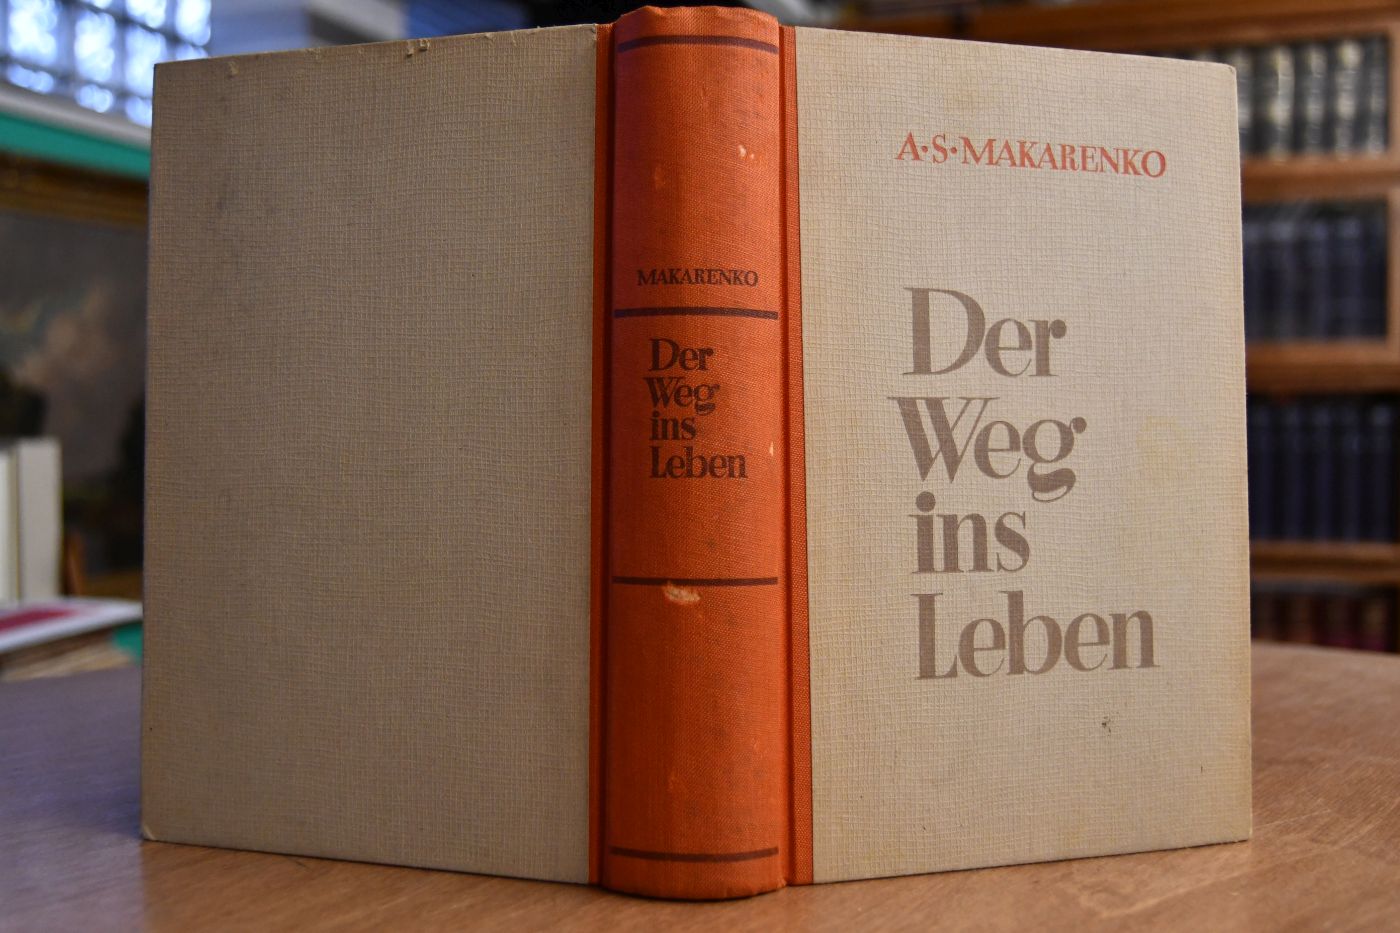 MAKARENKO
Der
Weg
ins
Leben
A·S·MAKARENKO
Der
Weg
ins
Leben